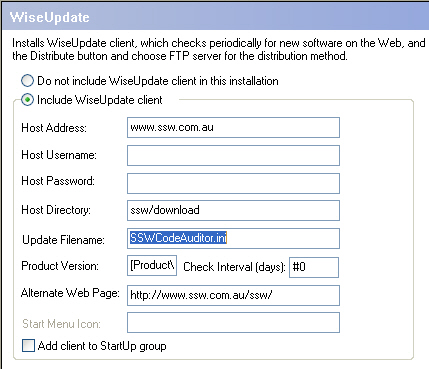 WiseUpdate
Installs WiseUpdate client, which checks periodically for new software on the Web, and
the Distribute button and choose FTP server for the distribution method.
Do not include WiseUpdate client in this installation
Include WiseUpdate client
Host Address: www.ssw.com.au
Host Username:
Host Password:
Host Directory: ssw/download
Update Filename: SSWCodeAuditor.ini
Product Version: [Product\ Check Interval (days): #0
Alternate Web Page: http://www.ssw.com.au/ssw/
Start Menu Icon:
Add client to StartUp group